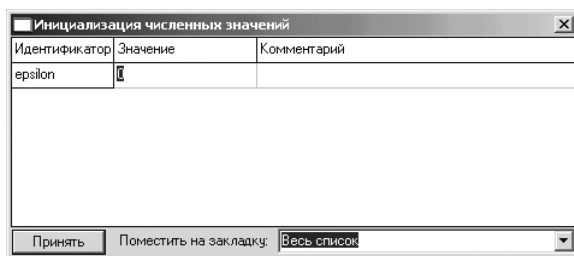 Инициализация численных значений
Идентификатор Значение Комментарий
epsilon 0
Принять Поместить на закладку: Весь список